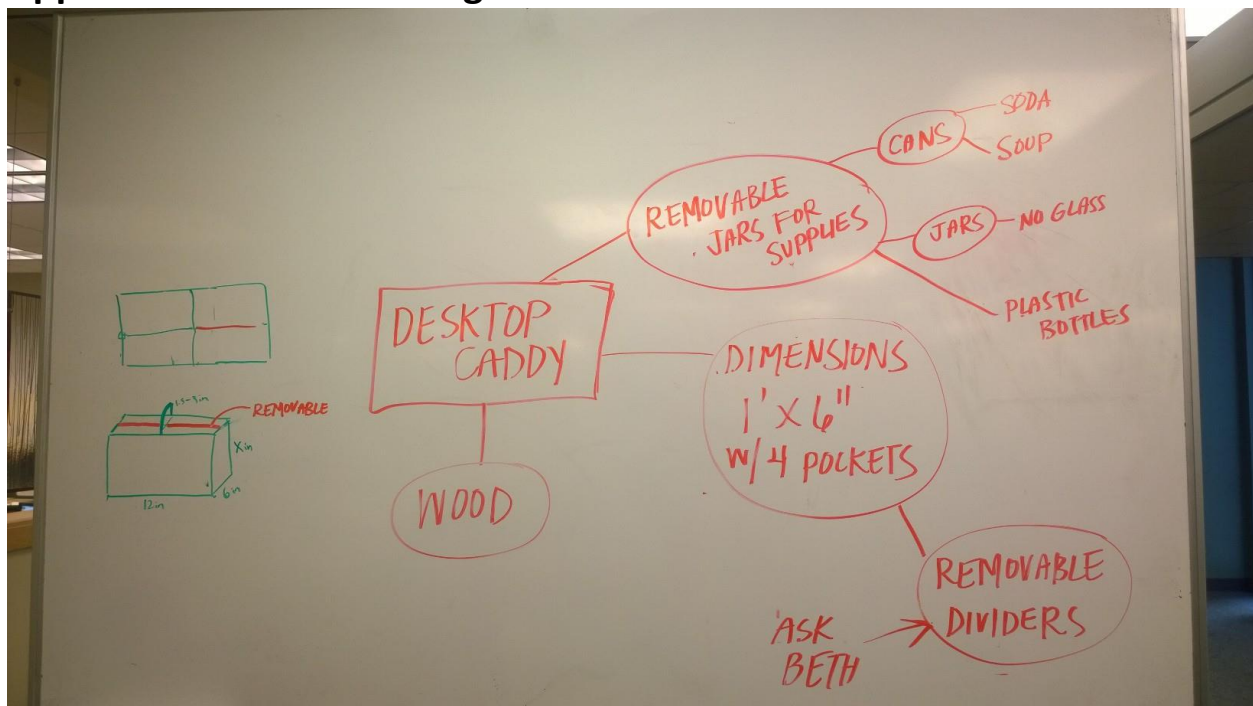 SODA
CANS
SOUP
REMOVABLE
JARS FOR
SUPPLIES
JARS
NO GLASS
PLASTIC
BOTTLES
DESKTOP
CADDY
DIMENSIONS
1' X 6"
W/ 4 POCKETS
WOOD
REMOVABLE
DIVIDERS
ASK
BETH
REMOVABLE
X in
6in
12in